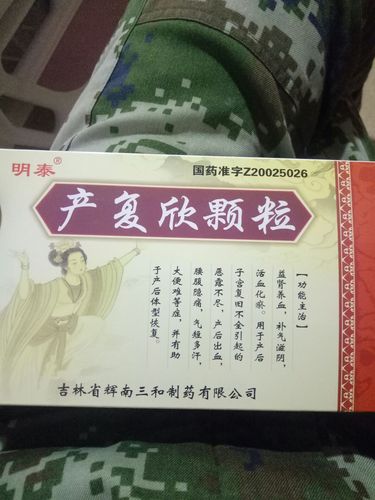 明泰®
国药准字Z20025026
产复欣颗粒
【功能主治】
益肾养血，补气滋阴，
活血化瘀。用于产后
子宫复旧不全引起的
恶露不尽，产后出血，
腰腹隐痛，气短多汗，
大便难等症，并有助
于产后体型恢复。
吉林省辉南三和制药有限公司